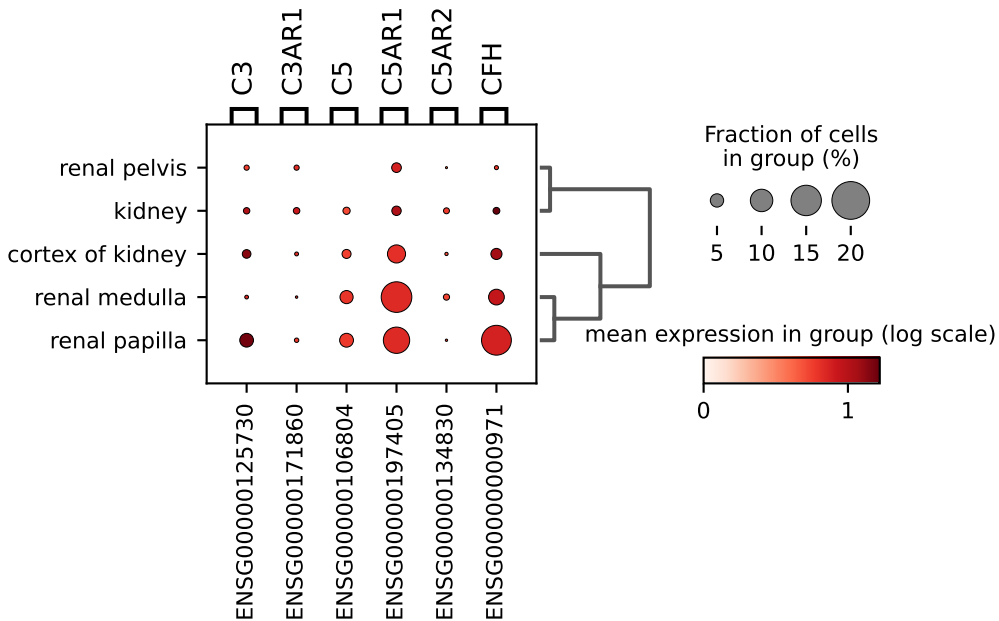 C3
C3AR1
C5
C5AR1
C5AR2
CFH
renal pelvis
kidney
cortex of kidney
renal medulla
renal papilla
ENSG00000125730
ENSG00000171860
ENSG00000106804
ENSG00000197405
ENSG00000134830
ENSG00000000971
Fraction of cells
in group (%)
5 10 15 20
mean expression in group (log scale)
0 1